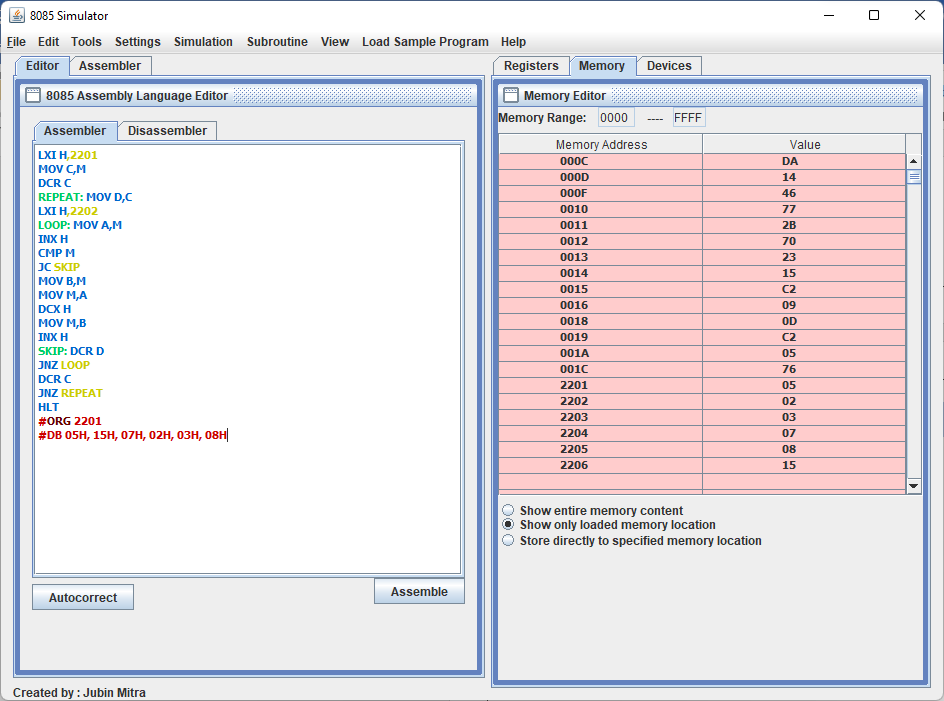 8085 Simulator
File Edit Tools Settings Simulation Subroutine View Load Sample Program Help
Editor Assembler
8085 Assembly Language Editor
Assembler Disassembler
LXI H,2201
MOV C,M
DCR C
REPEAT: MOV D,C
LXI H,2202
LOOP: MOV A,M
INX H
CMP M
JC SKIP
MOV B,M
MOV M,A
DCX H
MOV M,B
INX H
SKIP: DCR D
JNZ LOOP
DCR C
JNZ REPEAT
HLT
#ORG 2201
#DB 05H, 15H, 07H, 02H, 03H, 08H
Autocorrect
Assemble
Registers Memory Devices
Memory Editor
Memory Range: 0000 ---- FFFF
Memory Address Value
000C DA
000D 14
000F 46
0010 77
0011 2B
0012 70
0013 23
0014 15
0015 C2
0016 09
0018 0D
0019 C2
001A 05
001C 76
2201 05
2202 02
2203 03
2204 07
2205 08
2206 15
Show entire memory content
Show only loaded memory location
Store directly to specified memory location
Created by : Jubin Mitra